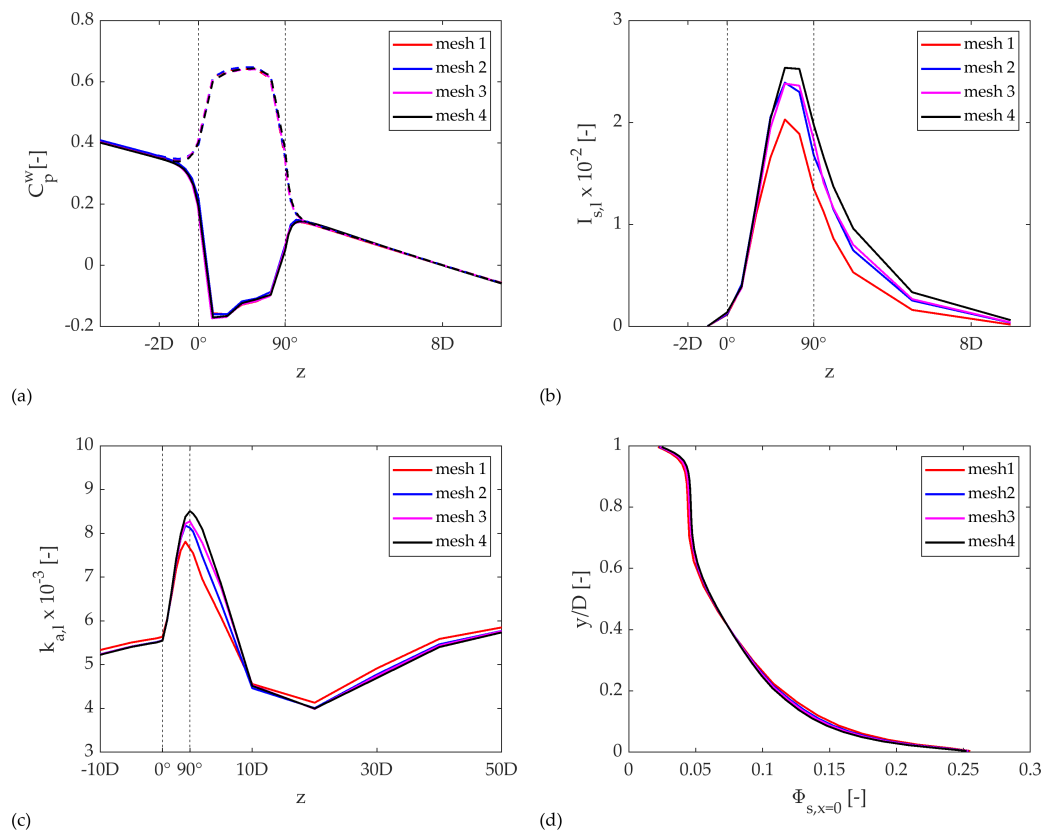 0.8
0.6
0.4
0.2
0
-0.2
C_p^w[-]
-2D 0° 90° 8D
z
mesh 1
mesh 2
mesh 3
mesh 4
(a)
3
2
1
0
I_{s,l} x 10^{-2} [-]
-2D 0° 90° 8D
z
mesh 1
mesh 2
mesh 3
mesh 4
(b)
10
9
8
7
6
5
4
3
k_{a,l} x 10^{-3} [-]
-10D 0° 90° 10D 30D 50D
z
mesh 1
mesh 2
mesh 3
mesh 4
(c)
1
0.8
0.6
0.4
0.2
0
y/D [-]
0 0.05 0.1 0.15 0.2 0.25 0.3
Φ_{s,x=0} [-]
mesh1
mesh2
mesh3
mesh4
(d)